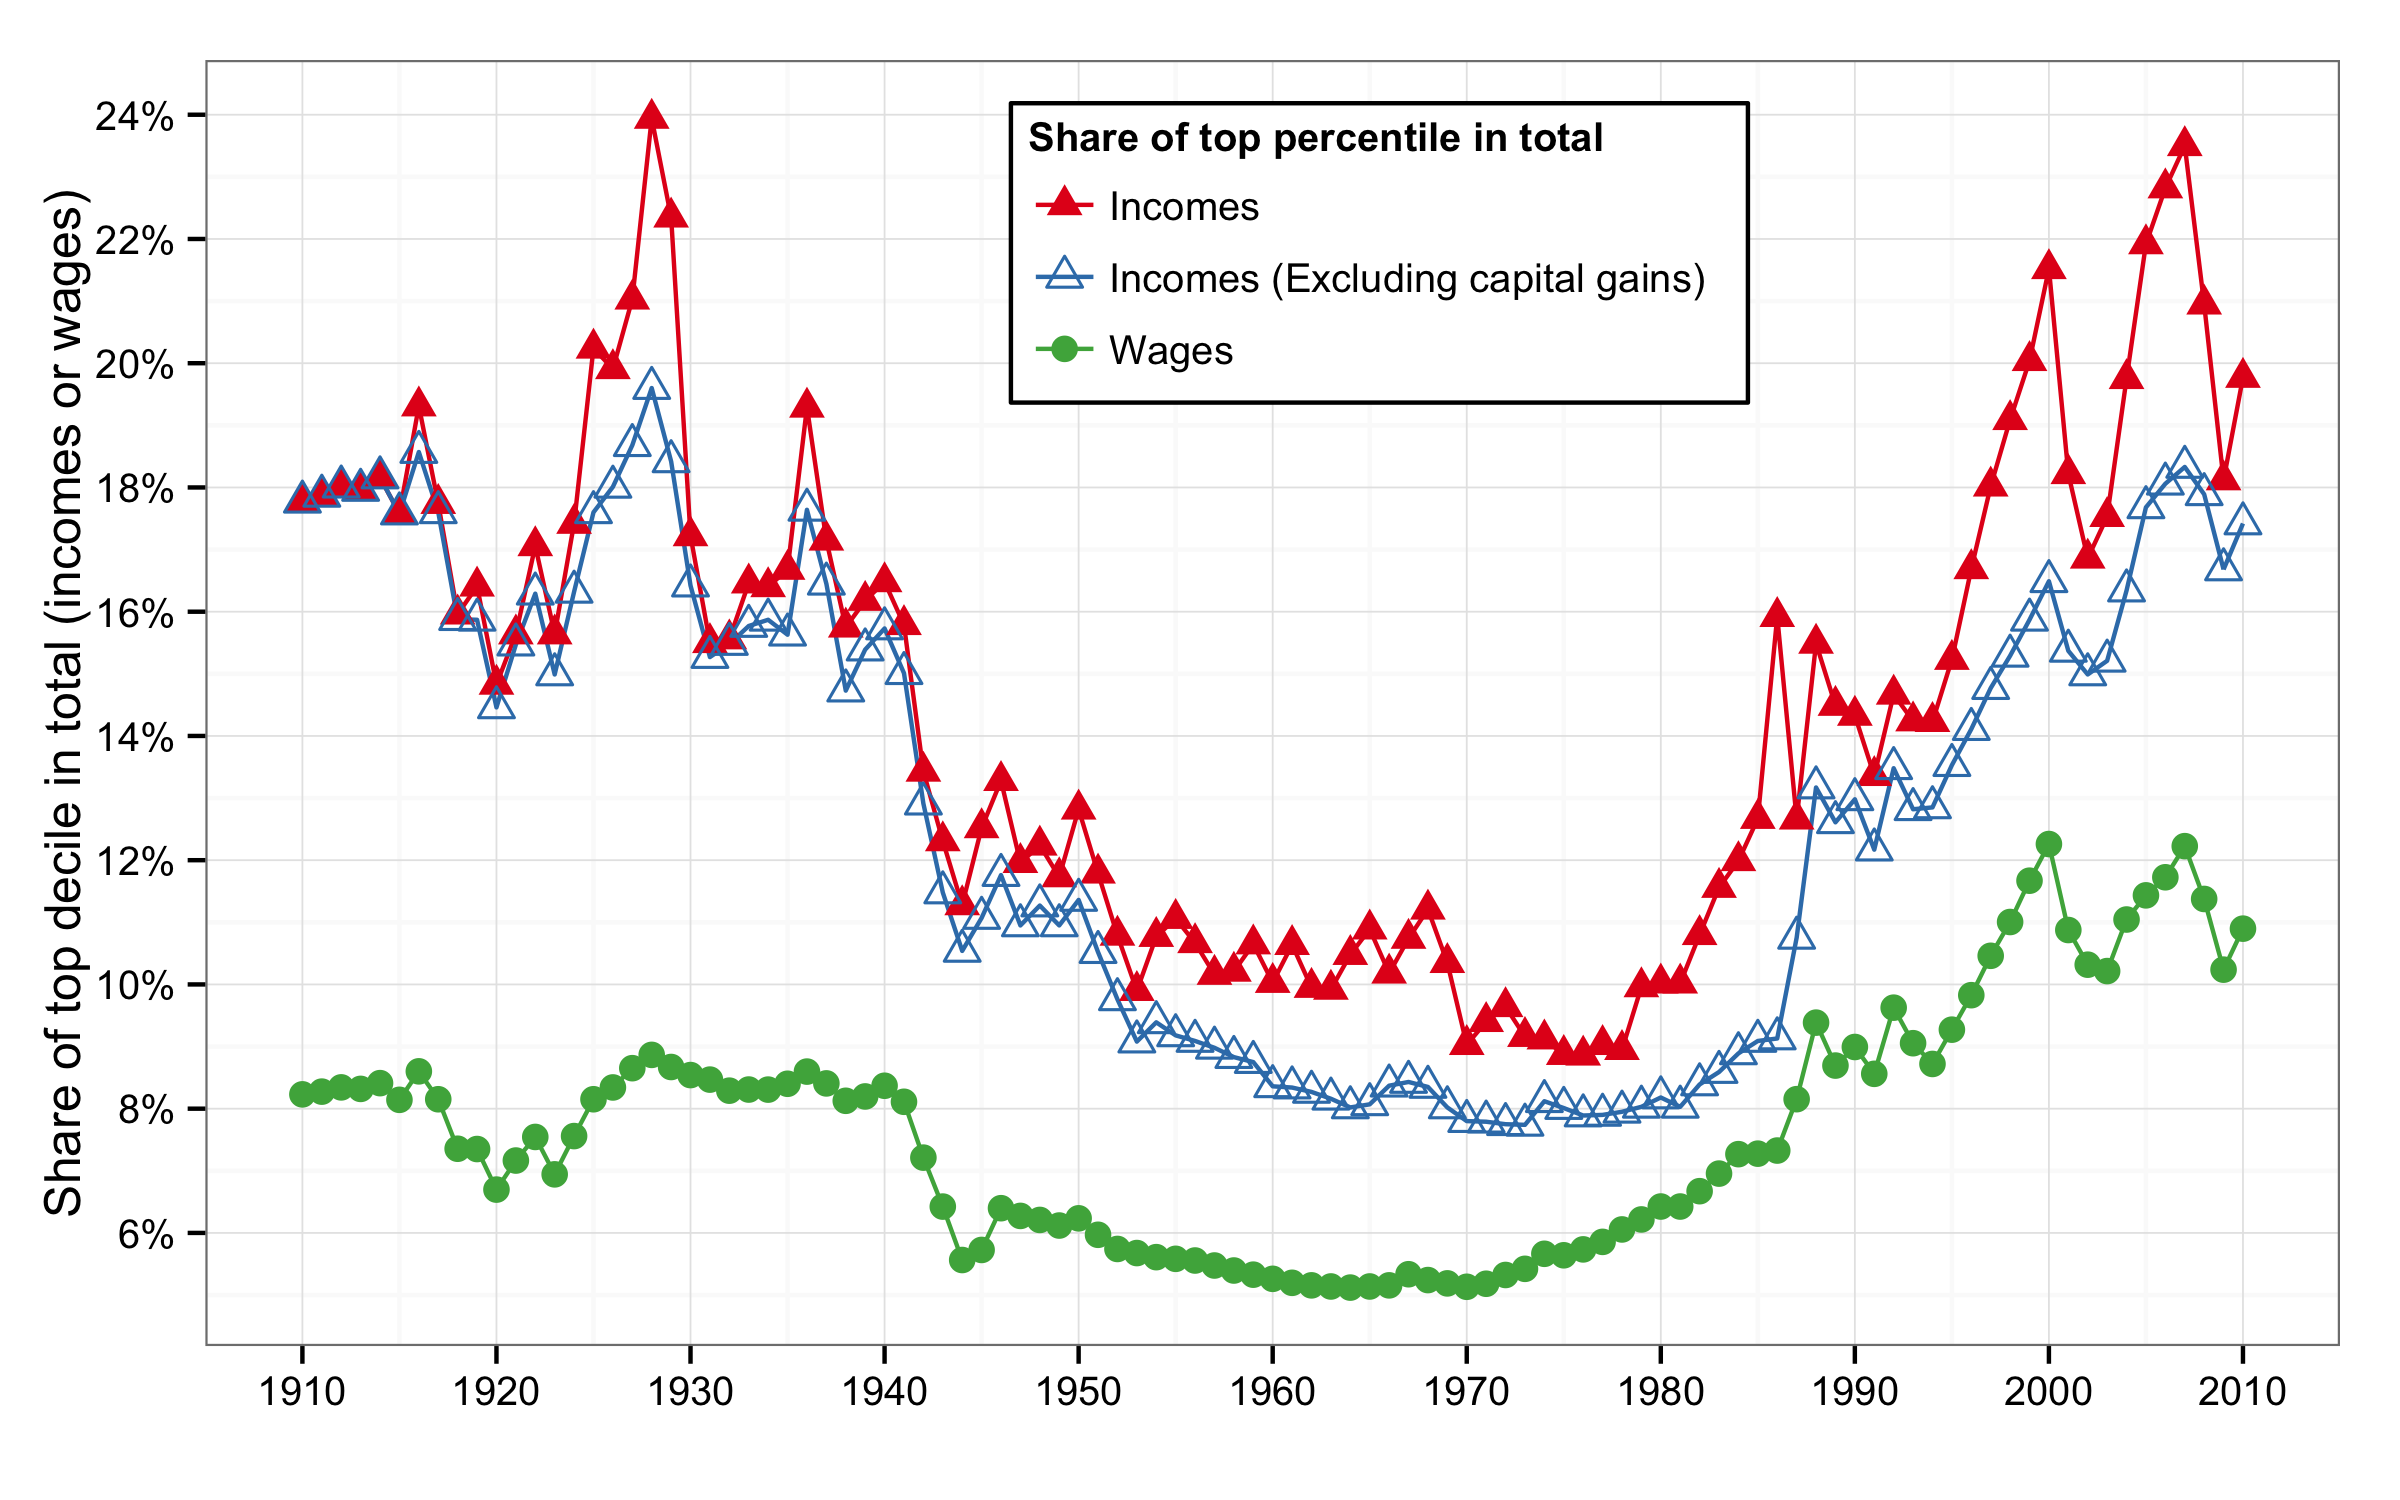 Share of top decile in total (incomes or wages)
24%
22%
20%
18%
16%
14%
12%
10%
8%
6%
Share of top percentile in total
Incomes
Incomes (Excluding capital gains)
Wages
1910 1920 1930 1940 1950 1960 1970 1980 1990 2000 2010